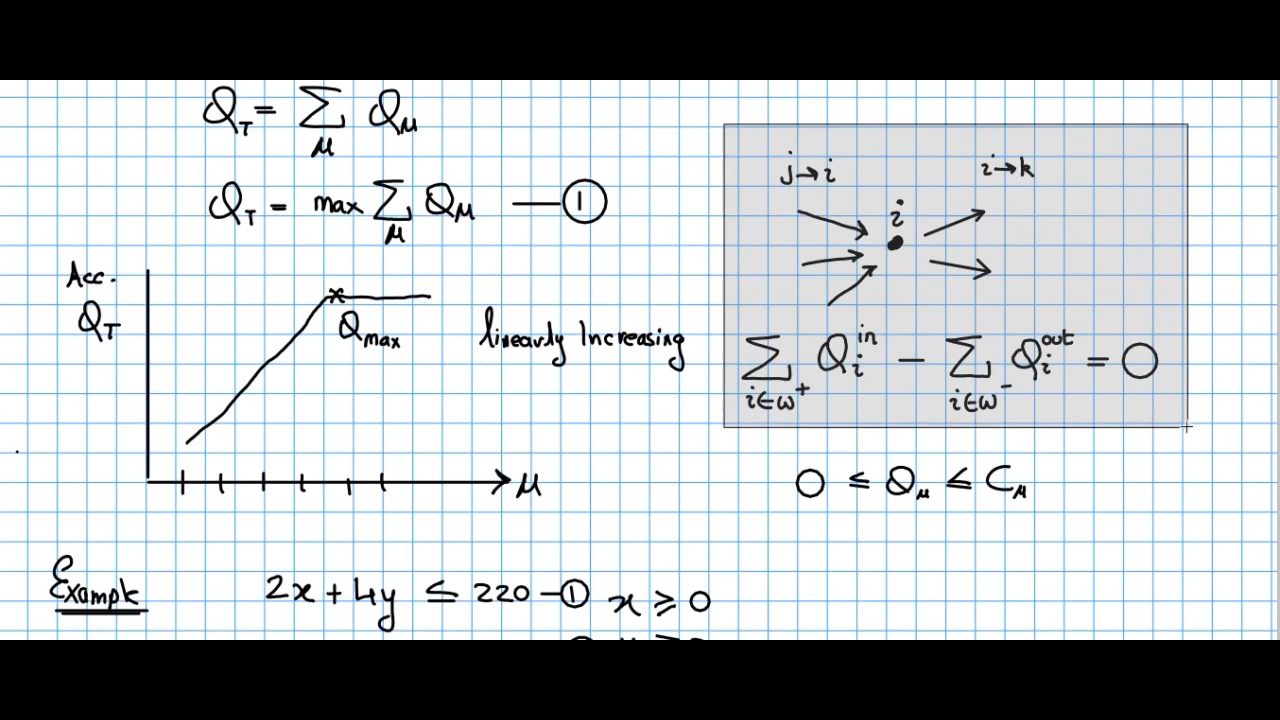 Q_T = Σ_μ Q_μ
Q_T = max Σ_μ Q_μ — ①
Acc.
Q_T
Q_max
linearly Increasing
μ
j→i
i→k
i
Σ_{i∈w⁺} Q_i^{in} − Σ_{i∈w⁻} Q_i^{out} = 0
0 ≤ Q_μ ≤ C_μ
Example
2x + 4y ≤ 220 – ① x ≥ 0